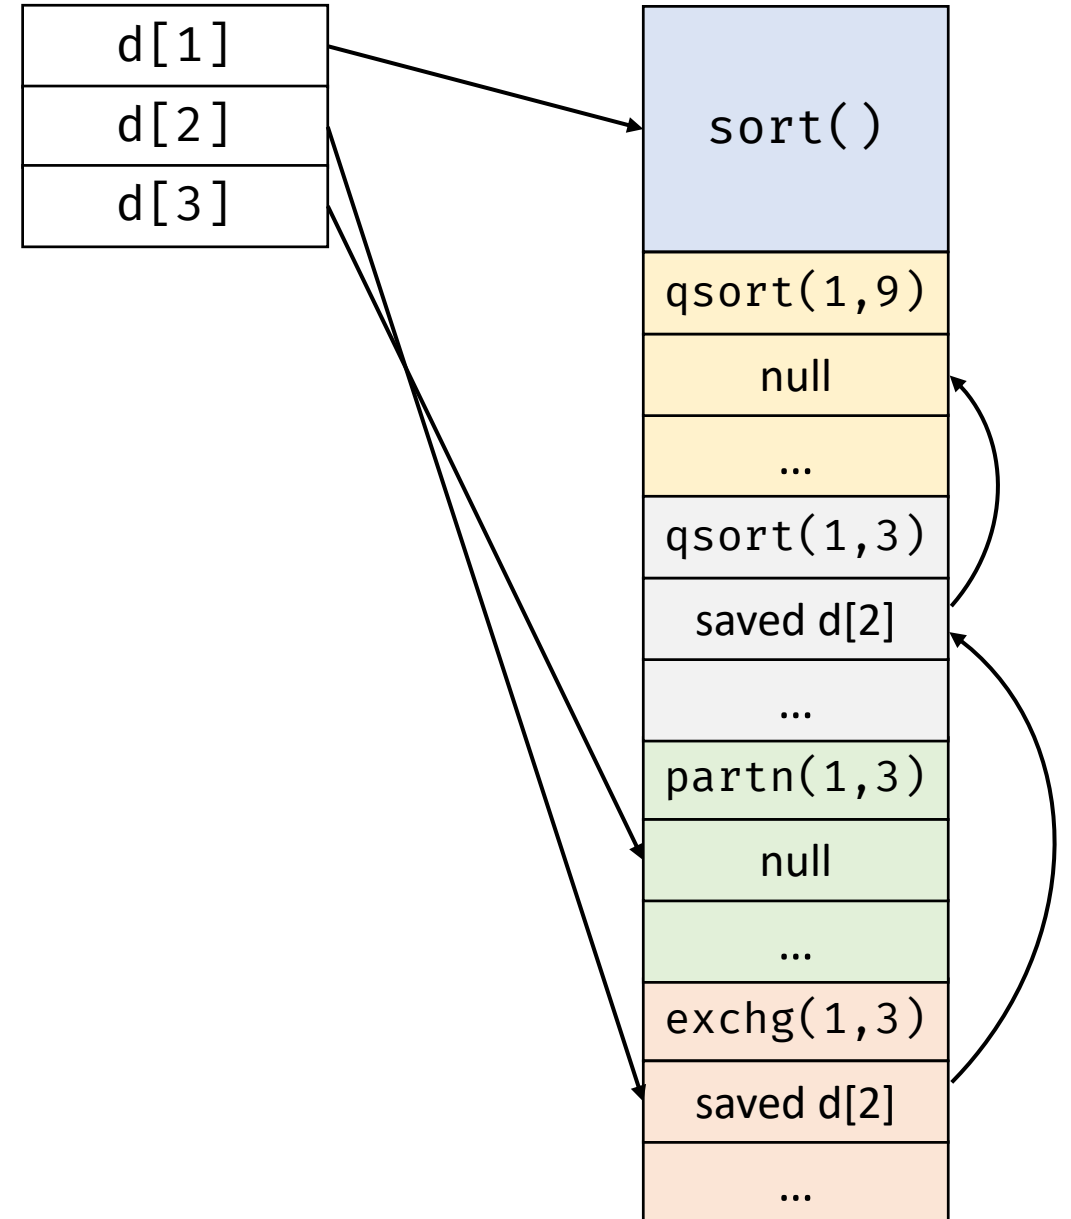 d[1]
d[2]
d[3]
sort()
qsort(1,9)
null
...
qsort(1,3)
saved d[2]
...
partn(1,3)
null
...
exchg(1,3)
saved d[2]
...